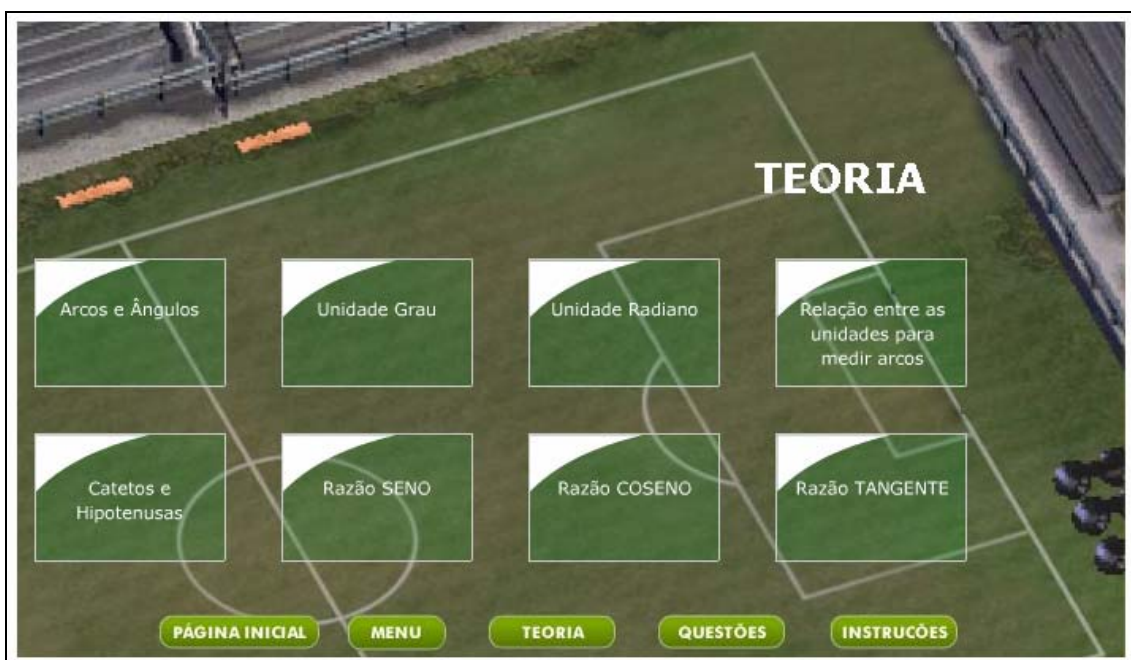 TEORIA
Arcos e Ângulos
Unidade Grau
Unidade Radiano
Relação entre as
unidades para
medir arcos
Catetos e
Hipotenusas
Razão SENO
Razão COSENO
Razão TANGENTE
PÁGINA INICIAL
MENU
TEORIA
QUESTÕES
INSTRUCÕES